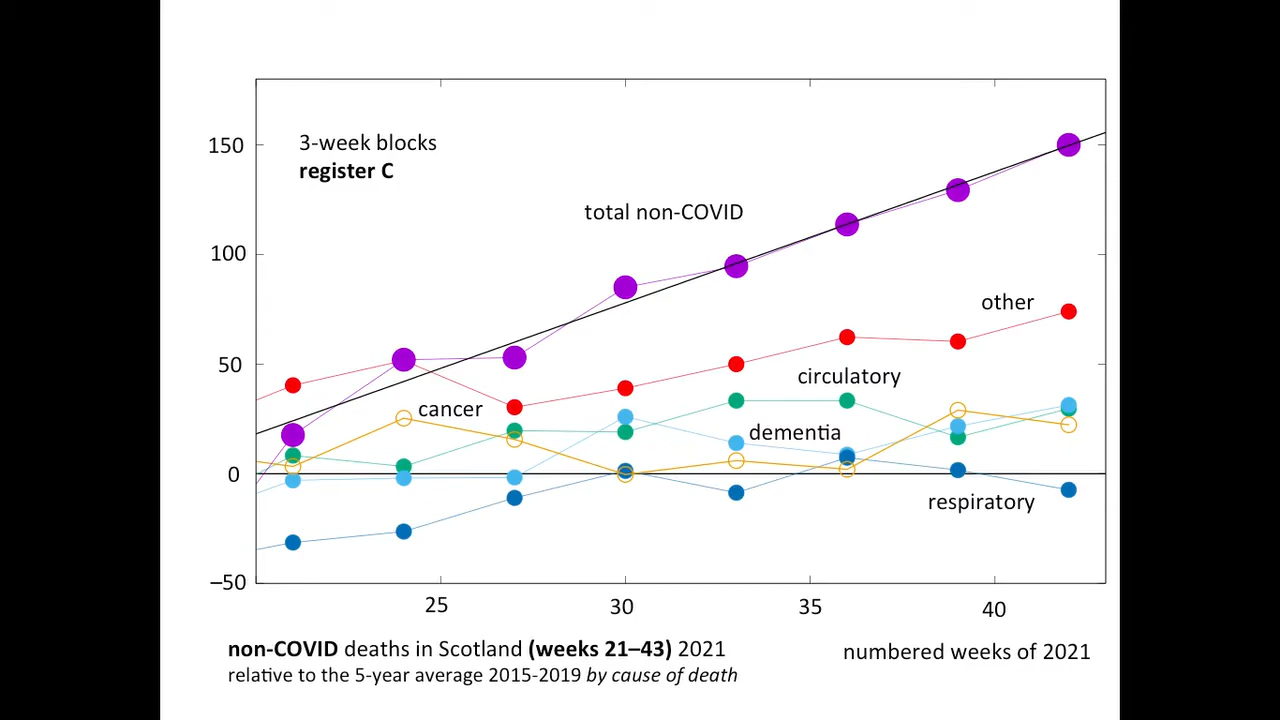 3-week blocks
register C
150
total non-COVID
100
other
50
circulatory
cancer
dementia
0
respiratory
–50
25
30
35
40
non-COVID deaths in Scotland (weeks 21–43) 2021
numbered weeks of 2021
relative to the 5-year average 2015-2019 by cause of death